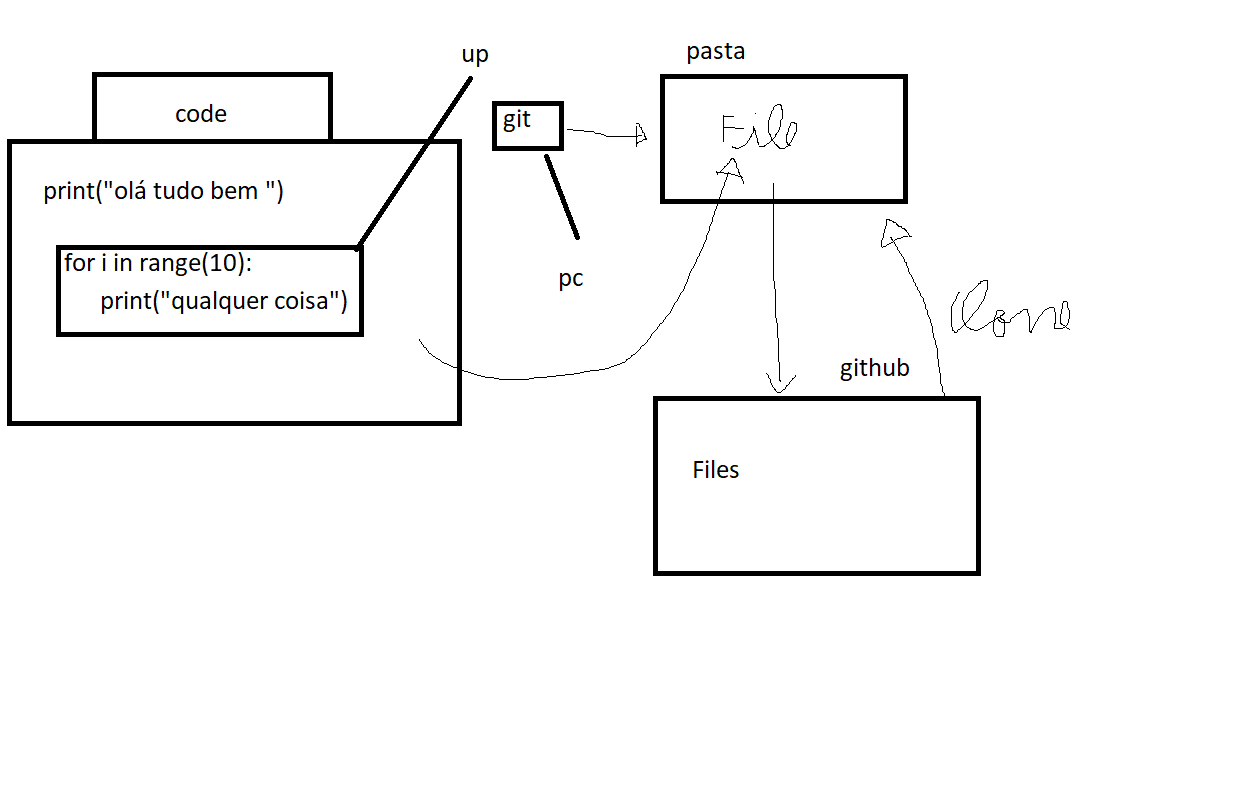 code
print("olá tudo bem ")
for i in range(10):
print("qualquer coisa")
up
git
pc
pasta
File
github
Clone
Files